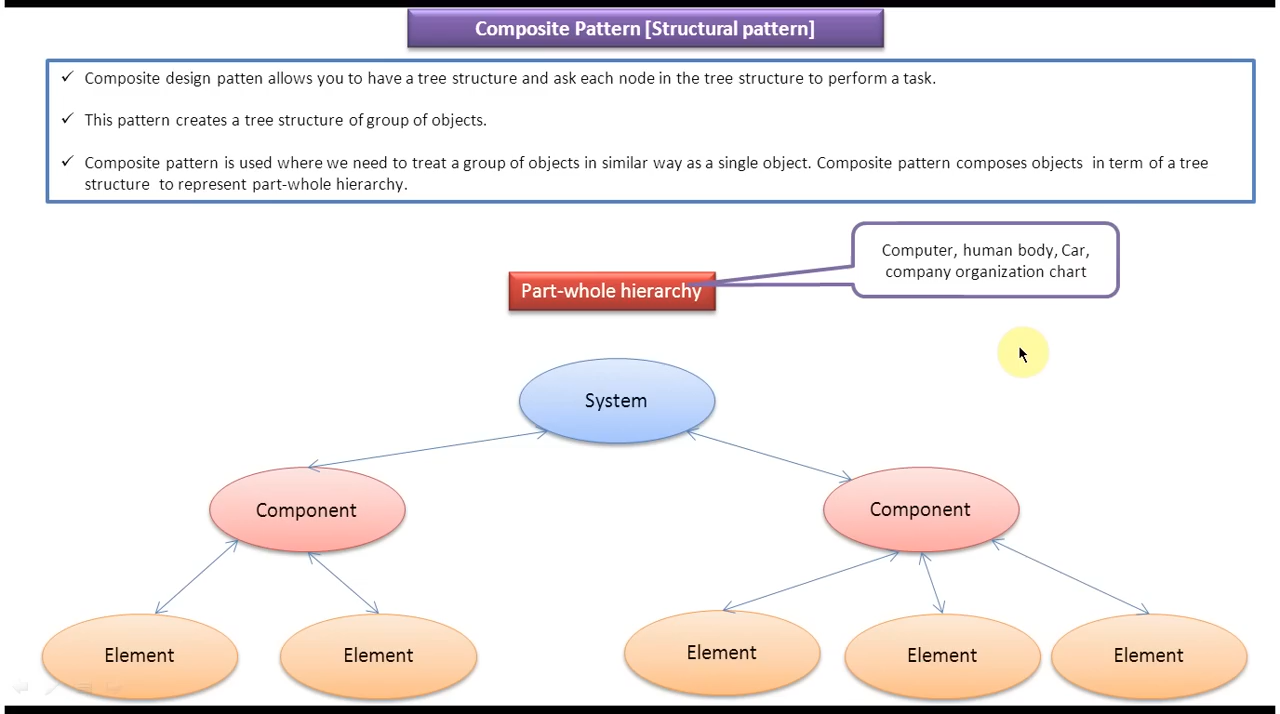 Composite Pattern [Structural pattern]
✓ Composite design patten allows you to have a tree structure and ask each node in the tree structure to perform a task.
✓ This pattern creates a tree structure of group of objects.
✓ Composite pattern is used where we need to treat a group of objects in similar way as a single object. Composite pattern composes objects in term of a tree
structure to represent part-whole hierarchy.
Computer, human body, Car,
company organization chart
Part-whole hierarchy
System
Component
Component
Element
Element
Element
Element
Element